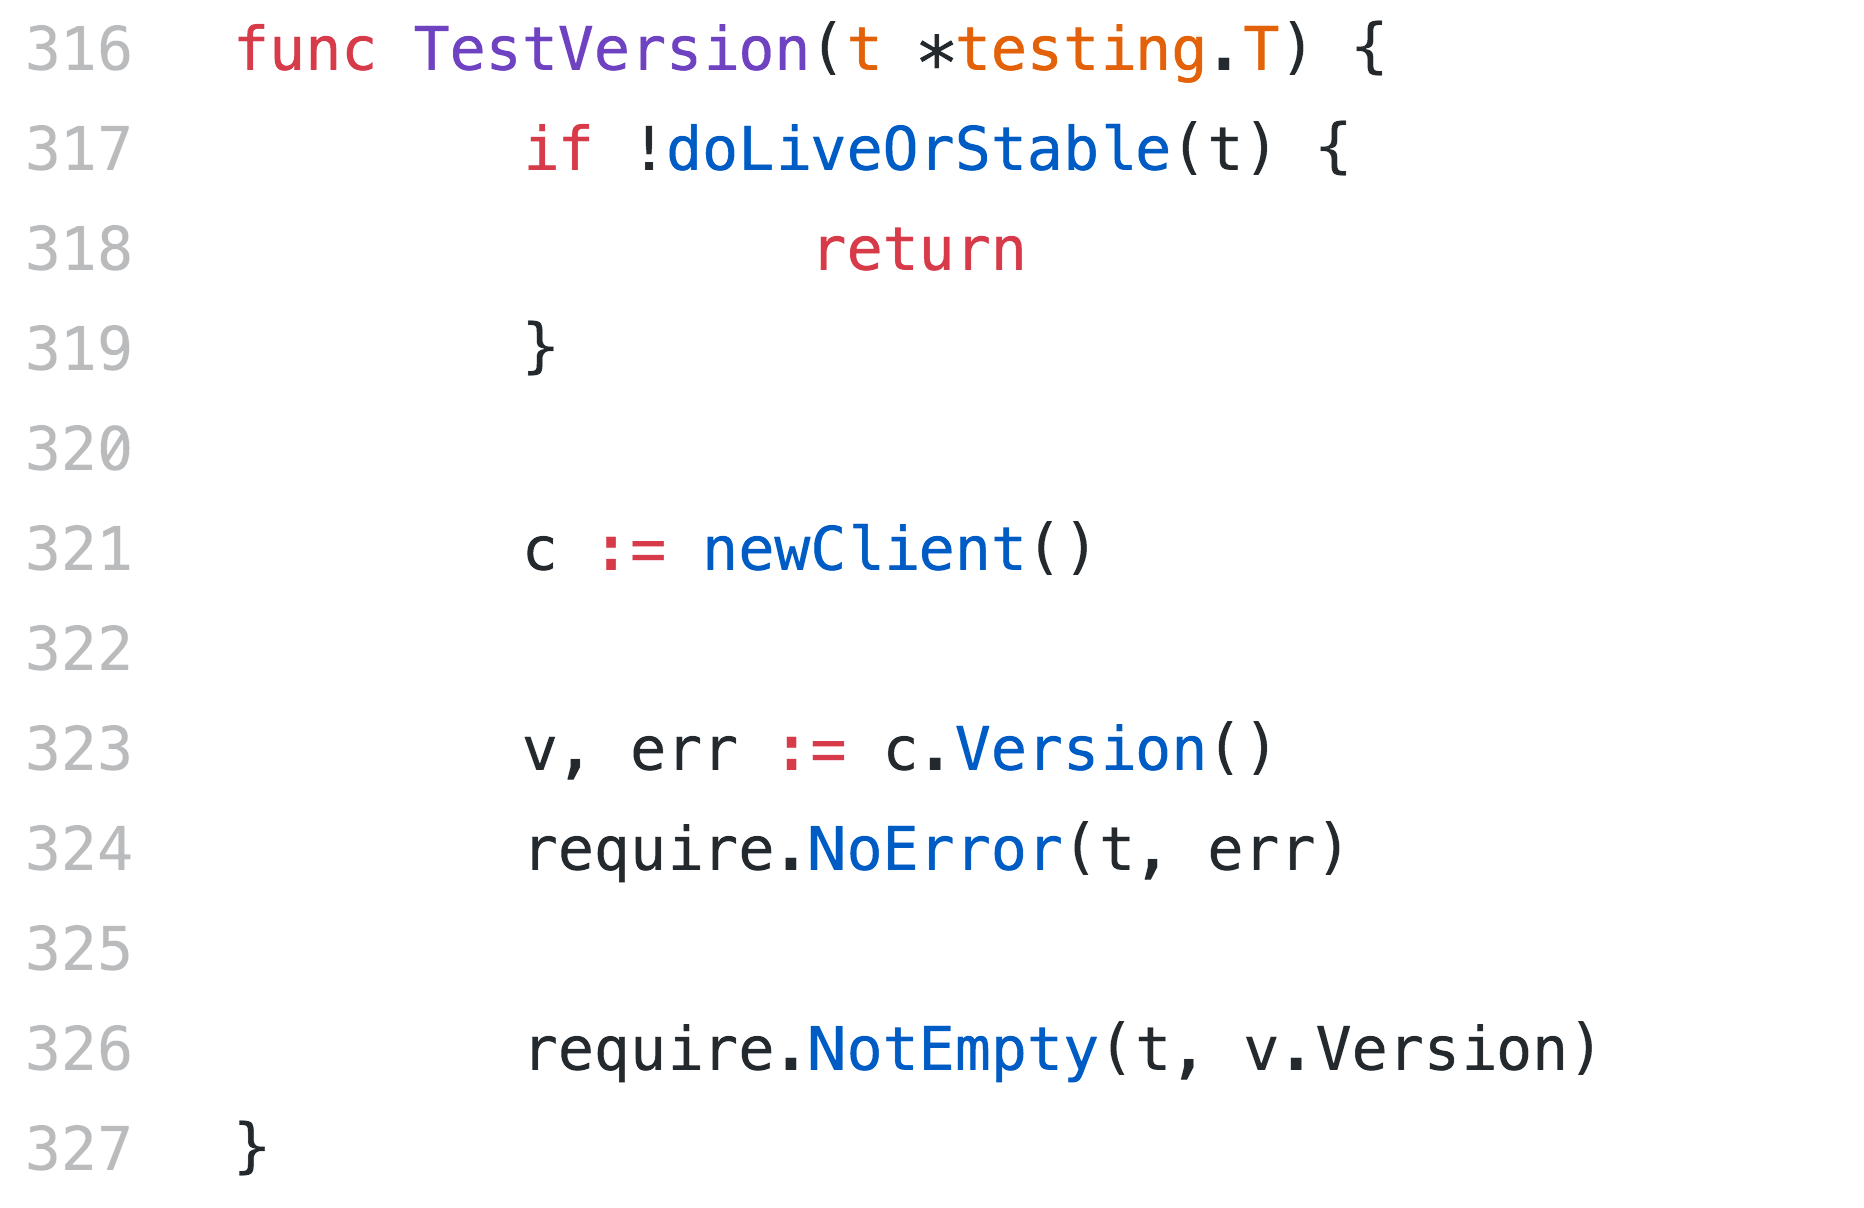 316 func TestVersion(t *testing.T) {
317 if !doLiveOrStable(t) {
318 return
319 }
320
321 c := newClient()
322
323 v, err := c.Version()
324 require.NoError(t, err)
325
326 require.NotEmpty(t, v.Version)
327 }